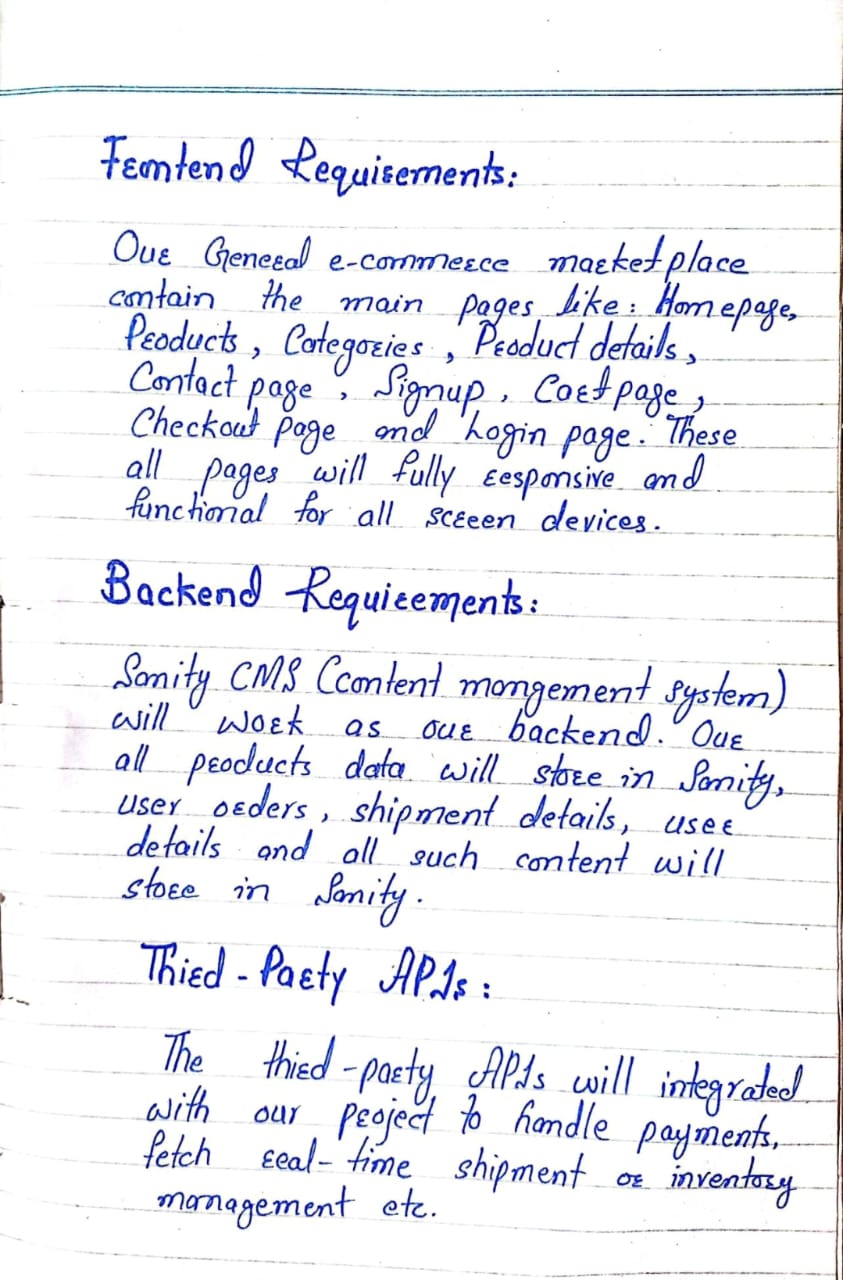 Frontend Requirements:
Our General e-commerce marketplace
contain the main pages like: Homepage,
Products, Categories, Product details,
Contact page, Signup, Cart page,
Checkout page and Login page. These
all pages will fully responsive and
functional for all screen devices.
Backend Requirements:
Sanity CMS (content mangement system)
will work as our backend. Our
all products data will store in Sanity,
user orders, shipment details, user
details and all such content will
store in Sanity.
Third-Party APIs:
The third-party APIs will integrated
with our project to handle payments,
fetch real-time shipment or inventory
management etc.